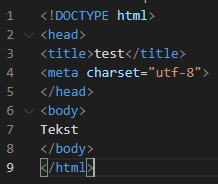 1 <!DOCTYPE html>
2 <head>
3 <title>test</title>
4 <meta charset="utf-8">
5 </head>
6 <body>
7 Tekst
8 </body>
9 </html>